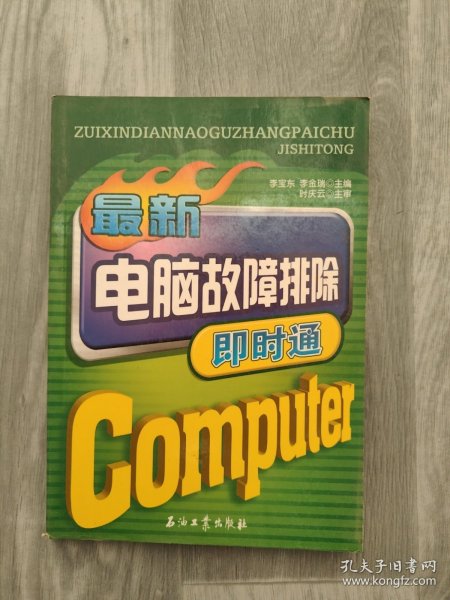 ZUIXINDIANNAOGUZHANGPAICHU
JISHITONG
李宝东 李金瑞◎主编
时庆云◎主审
最新
电脑故障排除
即时通
Computer
石油工业出版社
孔夫子旧书网
www.kongfz.com